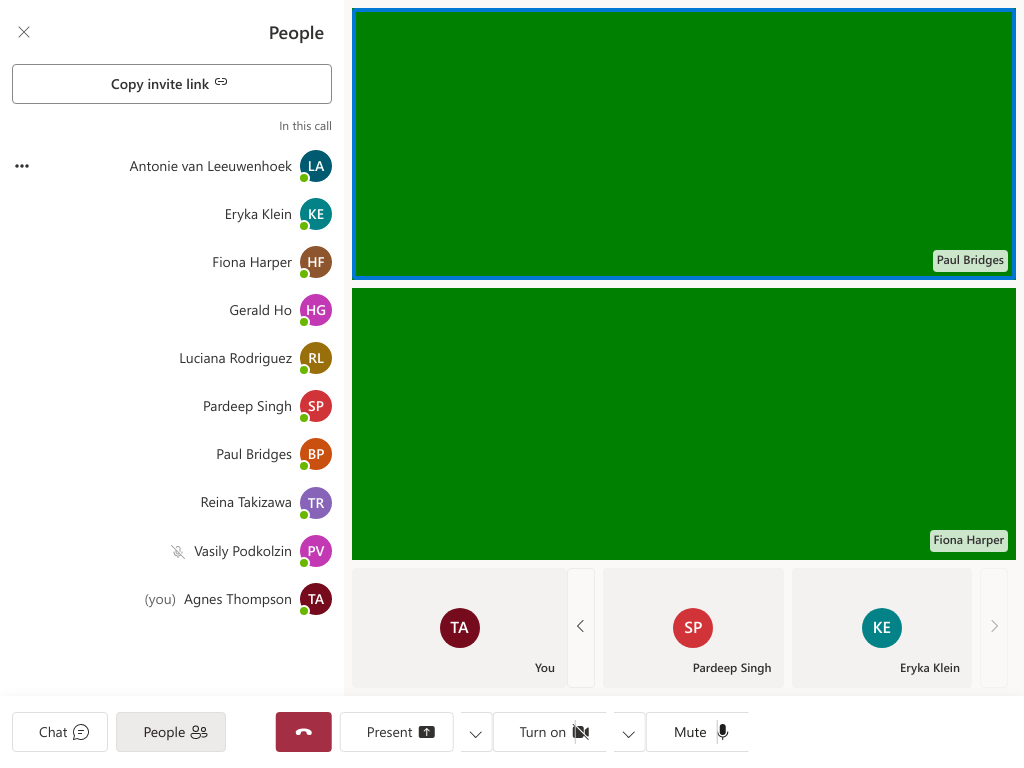 People
Copy invite link
In this call
Antonie van Leeuwenhoek LA
Eryka Klein KE
Fiona Harper HF
Gerald Ho HG
Luciana Rodriguez RL
Pardeep Singh SP
Paul Bridges BP
Reina Takizawa TR
Vasily Podkolzin PV
(you) Agnes Thompson TA
Paul Bridges
Fiona Harper
TA
You
SP
Pardeep Singh
KE
Eryka Klein
Chat
People
Present
Turn on
Mute